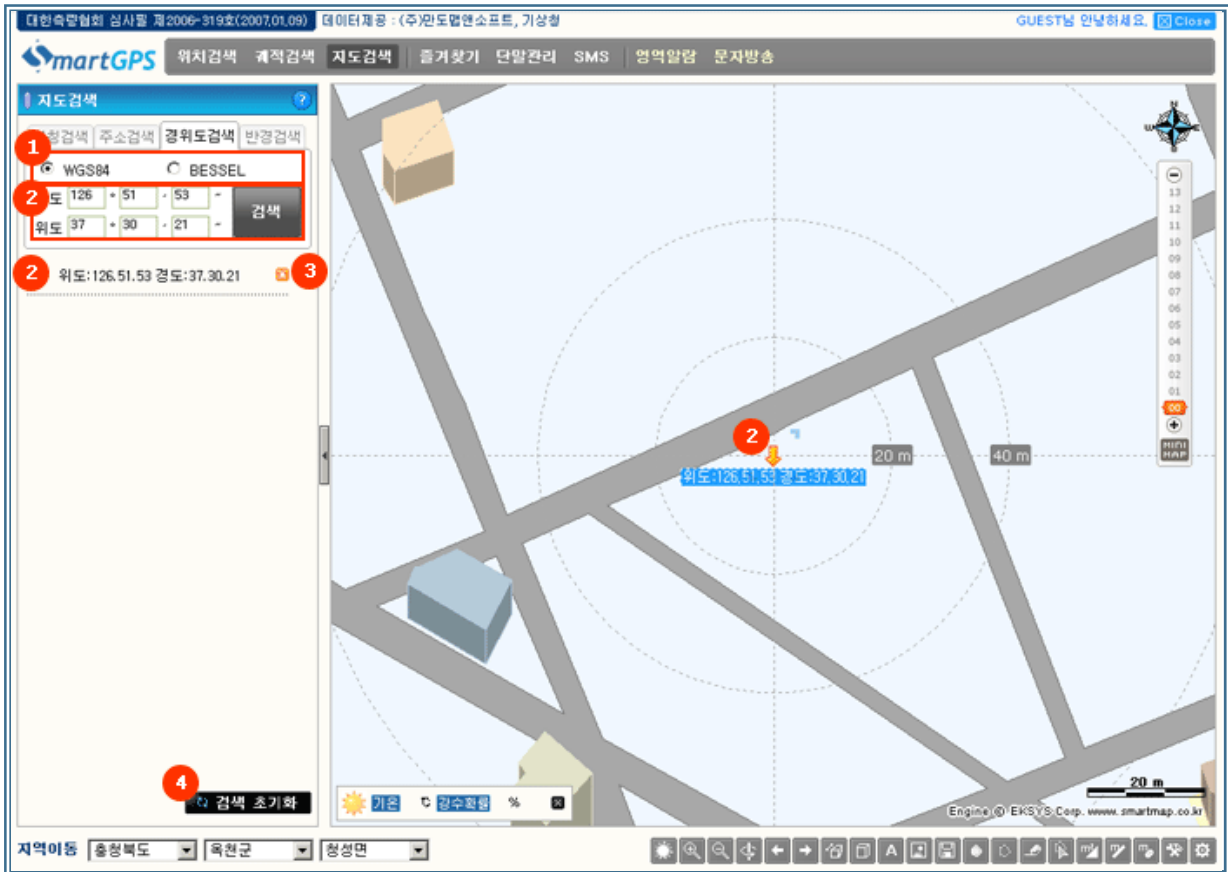 대한측량협회 심사필 제2006-319호(2007,01,09) 데이터제공 : (주)만도맵앤소프트, 기상청 GUEST님 안녕하세요. Close
SmartGPS 위치검색 궤적검색 지도검색 즐겨찾기 단말관리 SMS 영역알람 문자방송
지도검색 ?
청검색 주소검색 경위도검색 반경검색
1
WGS84 BESSEL
2 도 126 51 53
위도 37 30 21
검색
2 위도:126.51.53 경도:37.30.21 3
N
W
13
12
11
10
09
08
07
06
05
04
03
02
01
00
MINI
MAP
2
20 m 40 m
위도:126,51,53 경도:37,30,21
4
검색 초기화
기온 ℃ 강수확률 %
20 m
Engine @ EKSYS Corp. www.smartmap.co.kr
지역이동 충청북도 옥천군 청성면
A